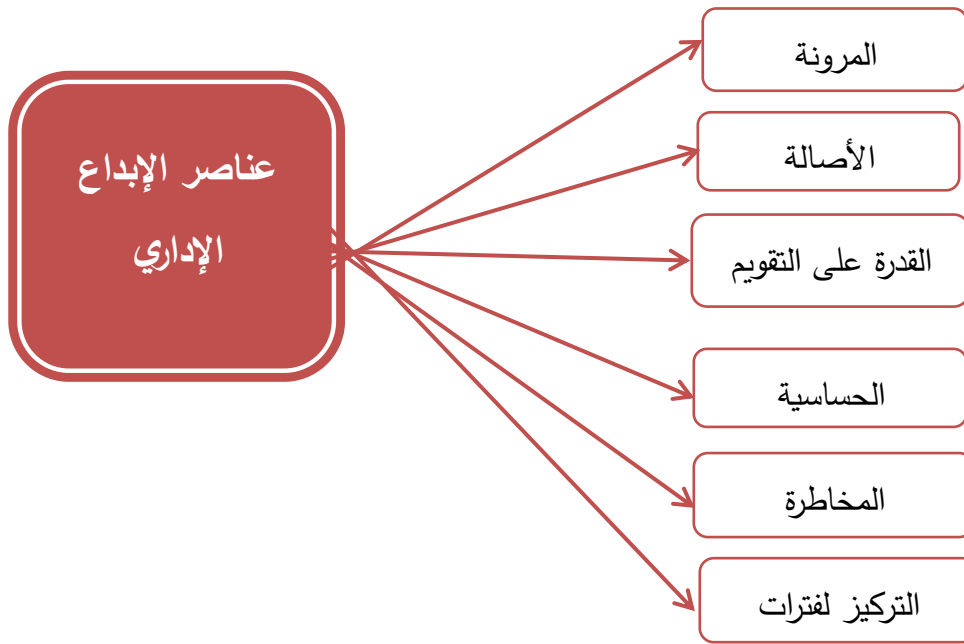 عناصر الإبداع
الإداري
المرونة
الأصالة
القدرة على التقويم
الحساسية
المخاطرة
التركيز لفترات